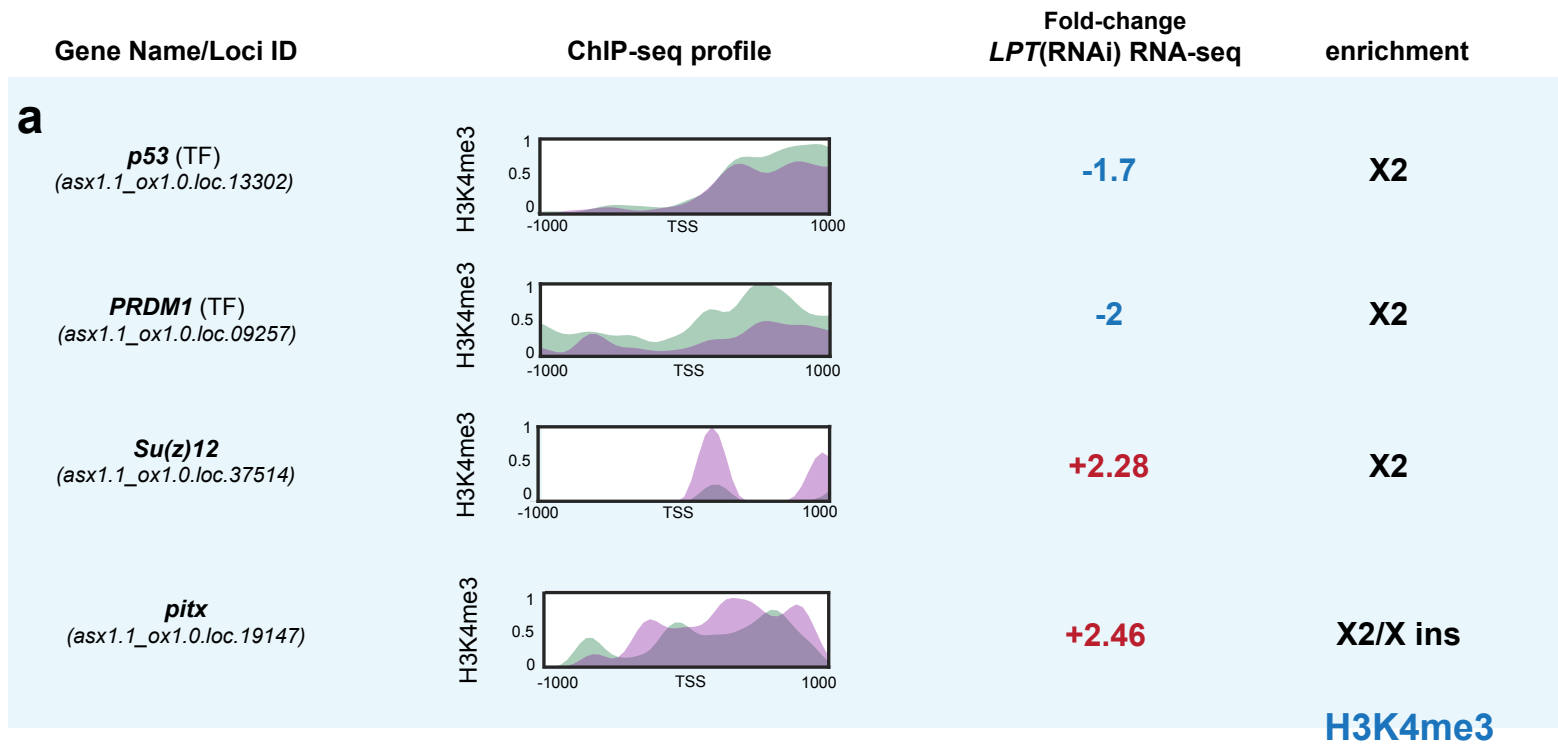 Gene Name/Loci ID
ChIP-seq profile
Fold-change
LPT(RNAi) RNA-seq
enrichment
a
p53 (TF)
(asx1.1_ox1.0.loc.13302)
H3K4me3
1
0.5
0
-1000
TSS
1000
-1.7
X2
PRDM1 (TF)
(asx1.1_ox1.0.loc.09257)
H3K4me3
1
0.5
0
-1000
TSS
1000
-2
X2
Su(z)12
(asx1.1_ox1.0.loc.37514)
H3K4me3
1
0.5
0
-1000
TSS
1000
+2.28
X2
pitx
(asx1.1_ox1.0.loc.19147)
H3K4me3
1
0.5
0
-1000
TSS
1000
+2.46
X2/X ins
H3K4me3